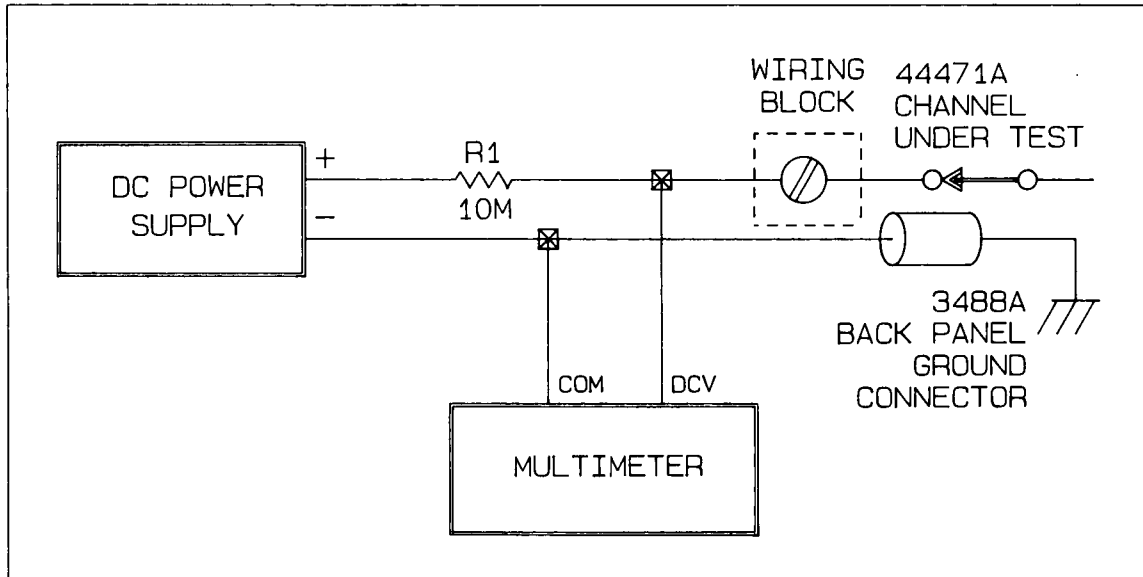 WIRING
BLOCK
44471A
CHANNEL
UNDER TEST
DC POWER
SUPPLY
+
−
R1
10M
3488A
BACK PANEL
GROUND
CONNECTOR
COM
DCV
MULTIMETER